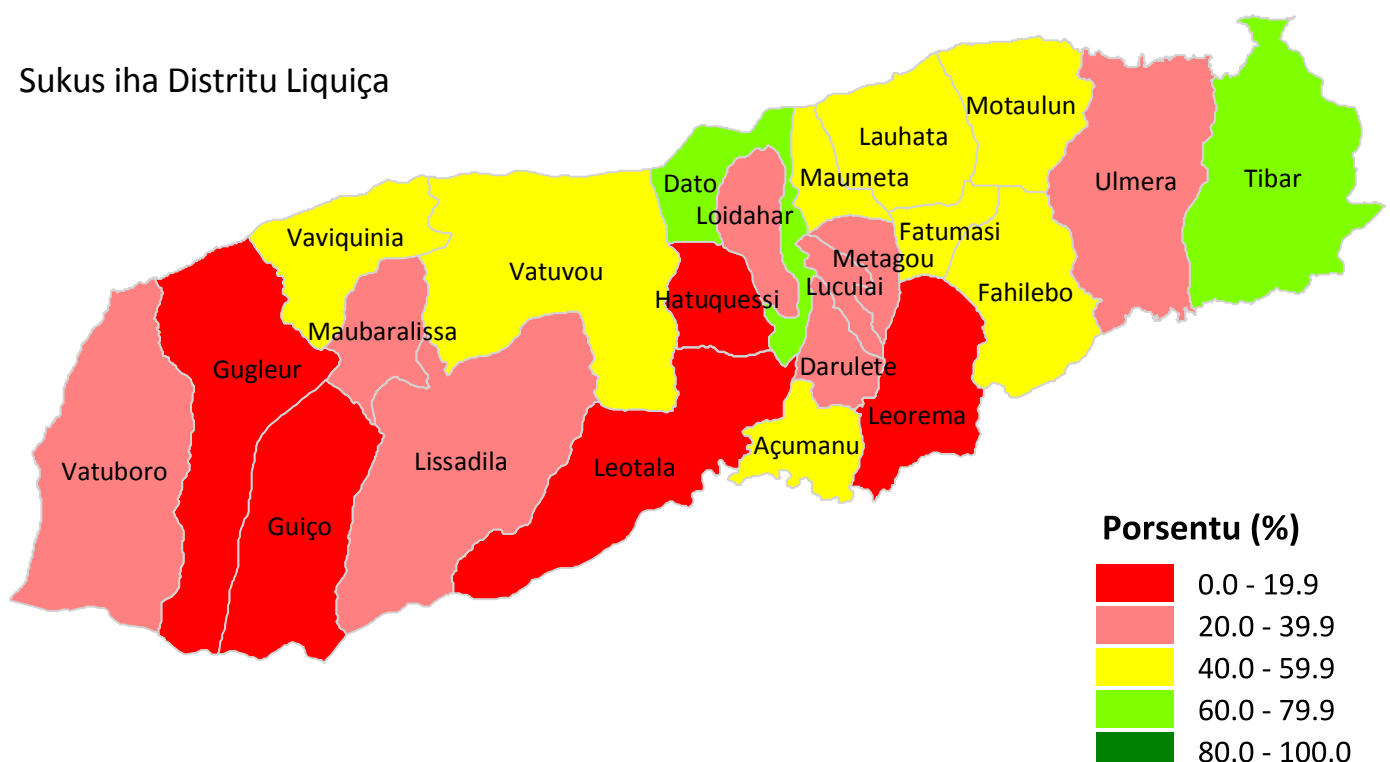 Sukus iha Distritu Liquiça
Motaulun
Lauhata
Maumeta
Ulmera
Tibar
Dato
Loidahar
Vaviquinia
Fatumasi
Metagou
Vatuvou
Luculai
Hatuquessi
Fahilebo
Maubaralissa
Gugleur
Darulete
Leorema
Açumanu
Vatuboro
Lissadila
Leotala
Guiço
Porsentu (%)
0.0 - 19.9
20.0 - 39.9
40.0 - 59.9
60.0 - 79.9
80.0 - 100.0